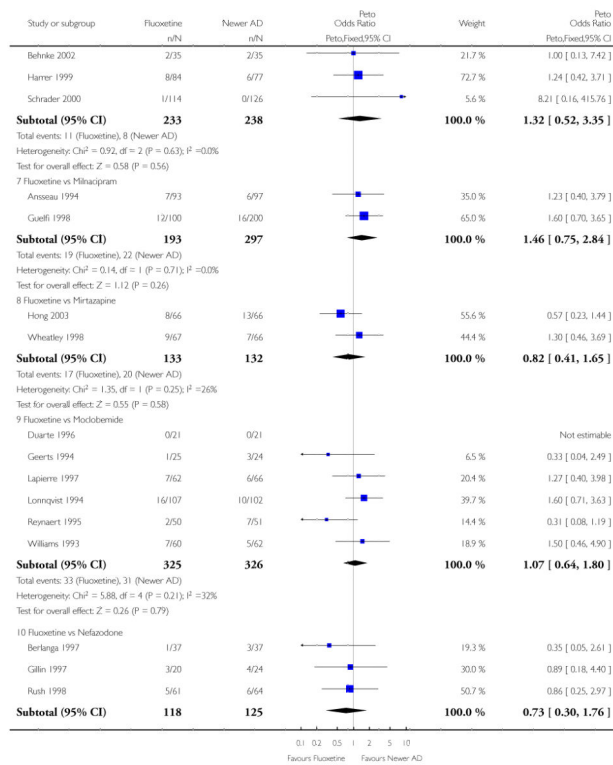 Study or subgroup Fluoxetine Newer AD Peto Odds Ratio Weight Peto Odds Ratio
n/N n/N Peto,Fixed,95% CI Peto,Fixed,95% CI
Behnke 2002 2/35 2/35 21.7 % 1.00 [ 0.13, 7.42 ]
Harrer 1999 8/84 6/77 72.7 % 1.24 [ 0.42, 3.71 ]
Schrader 2000 1/114 0/126 5.6 % 8.21 [ 0.16, 415.76 ]
Subtotal (95% CI) 233 238 100.0 % 1.32 [ 0.52, 3.35 ]
Total events: 11 (Fluoxetine), 8 (Newer AD)
Heterogeneity: Chi² = 0.92, df = 2 (P = 0.63); I² =0.0%
Test for overall effect: Z = 0.58 (P = 0.56)
7 Fluoxetine vs Milnacipram
Ansseau 1994 7/93 6/97 35.0 % 1.23 [ 0.40, 3.79 ]
Guelfi 1998 12/100 16/200 65.0 % 1.60 [ 0.70, 3.65 ]
Subtotal (95% CI) 193 297 100.0 % 1.46 [ 0.75, 2.84 ]
Total events: 19 (Fluoxetine), 22 (Newer AD)
Heterogeneity: Chi² = 0.14, df = 1 (P = 0.71); I² =0.0%
Test for overall effect: Z = 1.12 (P = 0.26)
8 Fluoxetine vs Mirtazapine
Hong 2003 8/66 13/66 55.6 % 0.57 [ 0.23, 1.44 ]
Wheatley 1998 9/67 7/66 44.4 % 1.30 [ 0.46, 3.69 ]
Subtotal (95% CI) 133 132 100.0 % 0.82 [ 0.41, 1.65 ]
Total events: 17 (Fluoxetine), 20 (Newer AD)
Heterogeneity: Chi² = 1.35, df = 1 (P = 0.25); I² =26%
Test for overall effect: Z = 0.55 (P = 0.58)
9 Fluoxetine vs Moclobemide
Duarte 1996 0/21 0/21 Not estimable
Geerts 1994 1/25 3/24 6.5 % 0.33 [ 0.04, 2.49 ]
Lapierre 1997 7/62 6/66 20.4 % 1.27 [ 0.40, 3.98 ]
Lonnqvist 1994 16/107 10/102 39.7 % 1.60 [ 0.71, 3.63 ]
Reynaert 1995 2/50 7/51 14.4 % 0.31 [ 0.08, 1.19 ]
Williams 1993 7/60 5/62 18.9 % 1.50 [ 0.46, 4.90 ]
Subtotal (95% CI) 325 326 100.0 % 1.07 [ 0.64, 1.80 ]
Total events: 33 (Fluoxetine), 31 (Newer AD)
Heterogeneity: Chi² = 5.88, df = 4 (P = 0.21); I² =32%
Test for overall effect: Z = 0.26 (P = 0.79)
10 Fluoxetine vs Nefazodone
Berlanga 1997 1/37 3/37 19.3 % 0.35 [ 0.05, 2.61 ]
Gillin 1997 3/20 4/24 30.0 % 0.89 [ 0.18, 4.40 ]
Rush 1998 5/61 6/64 50.7 % 0.86 [ 0.25, 2.97 ]
Subtotal (95% CI) 118 125 100.0 % 0.73 [ 0.30, 1.76 ]
0.1 0.2 0.5 1 2 5 10
Favours Fluoxetine Favours Newer AD